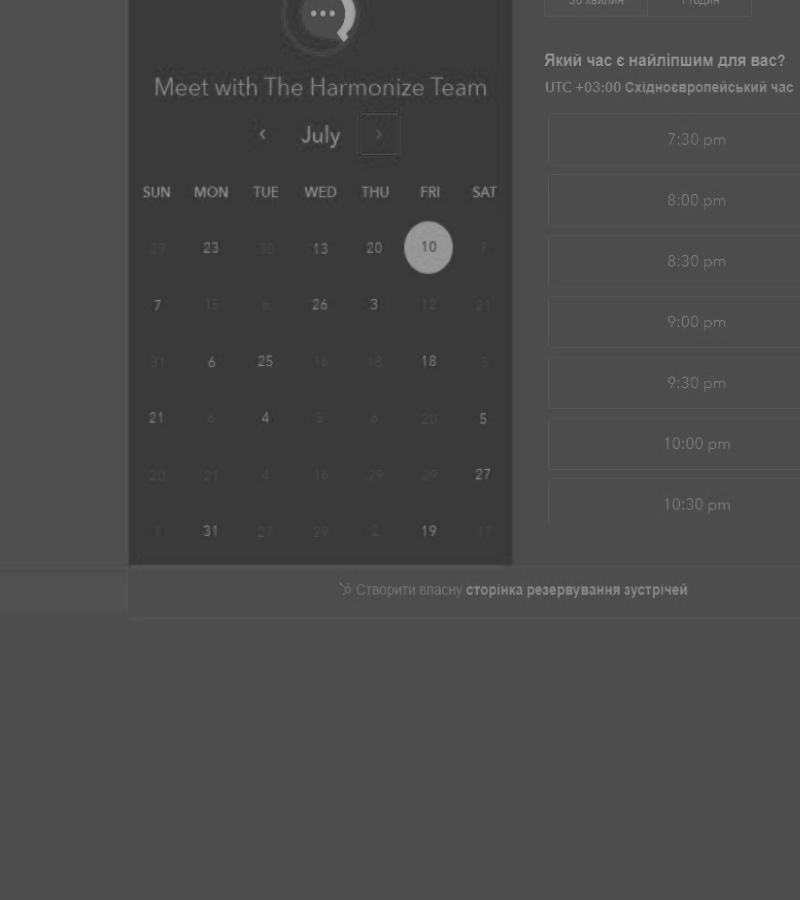 30 хвилин 1 годин
Meet with The Harmonize Team
Який час є найліпшим для вас?
UTC +03:00 Східноєвропейський час
July
SUN MON TUE WED THU FRI SAT
29 23 30 13 20 10 7
7 15 6 26 3 12 21
31 6 25 16 18 18 3
21 6 4 5 6 20 5
20 21 4 16 29 29 27
1 31 27 29 2 19 17
7:30 pm
8:00 pm
8:30 pm
9:00 pm
9:30 pm
10:00 pm
10:30 pm
Створити власну сторінка резервування зустрічей